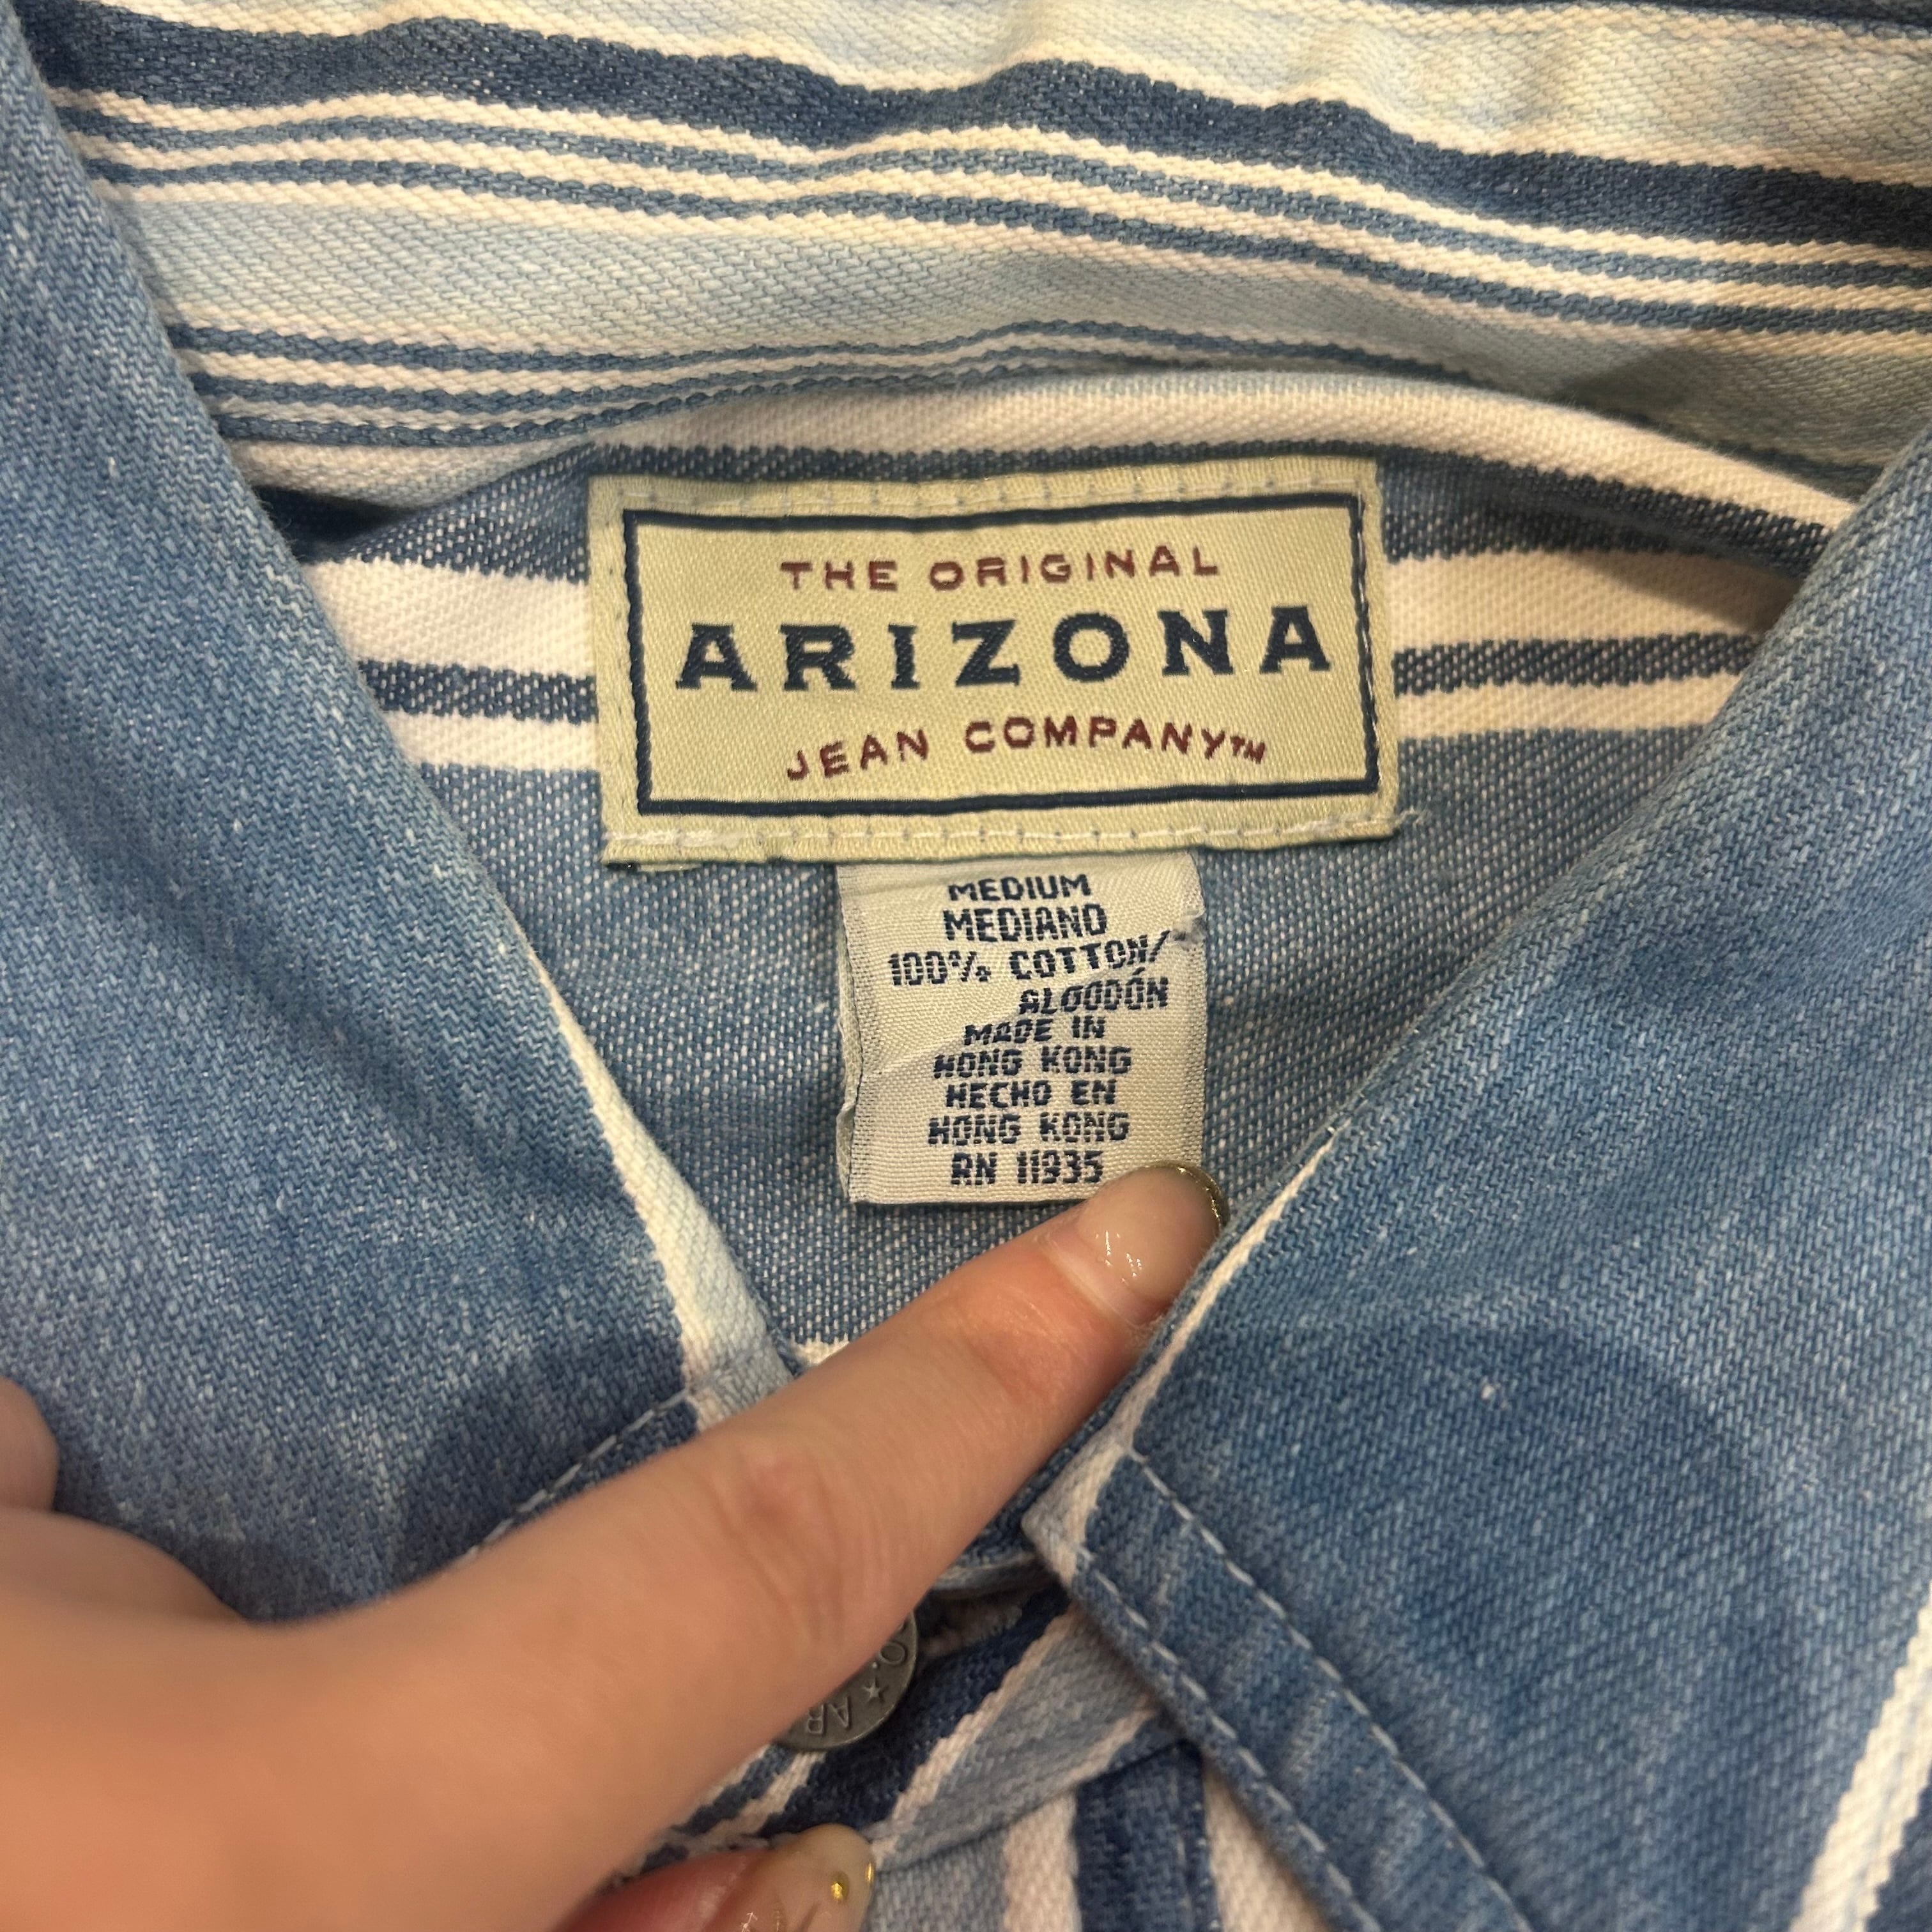 THE ORIGINAL
ARIZONA
JEAN COMPANY™
MEDIUM
MEDIANO
100% COTTON/
ALGODÓN
MADE IN
HONG KONG
HECHO EN
HONG KONG
RN 11935
O. ★ AR